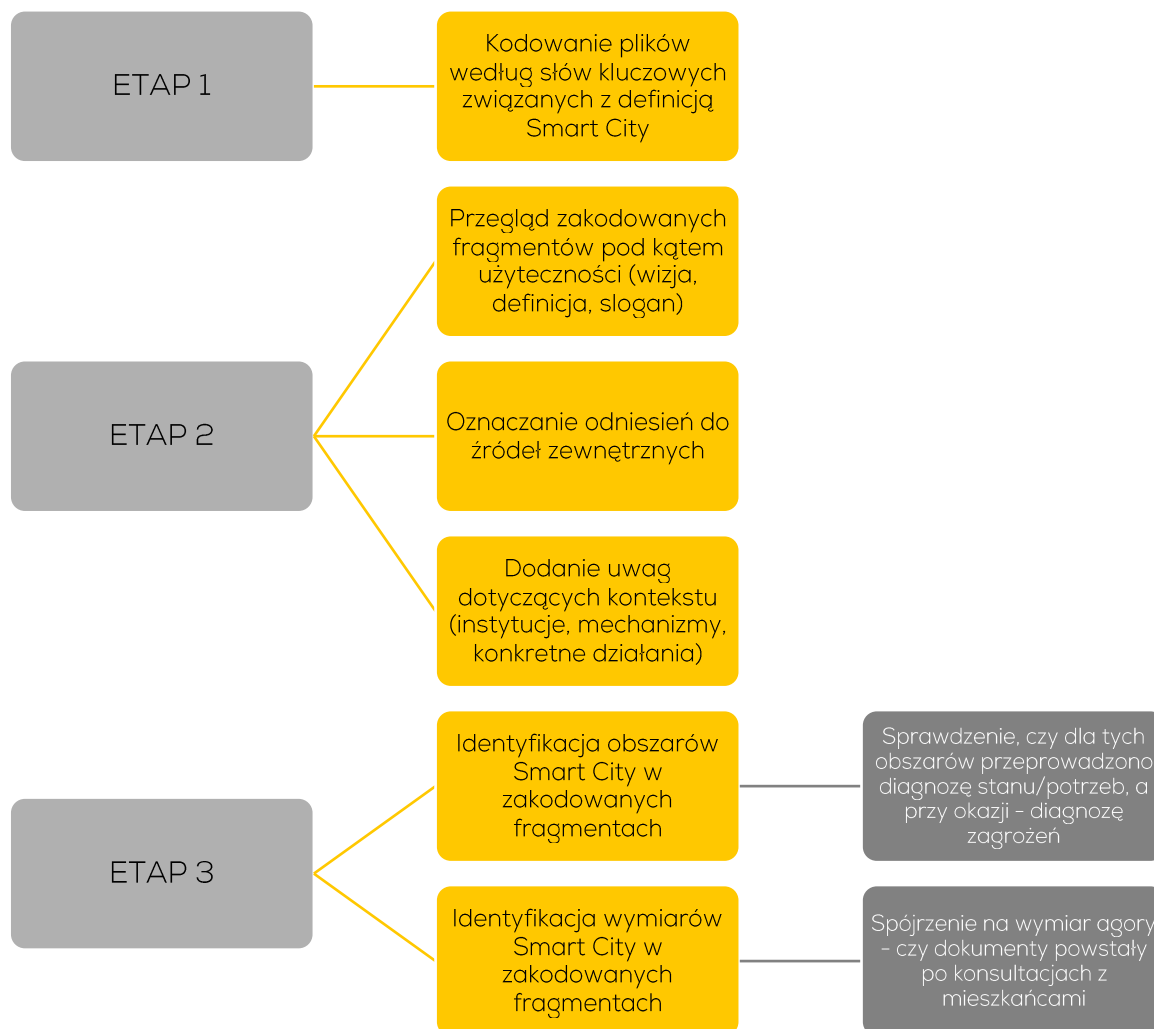 ETAP 1
Kodowanie plików
według słów kluczowych
związanych z definicją
Smart City
ETAP 2
Przegląd zakodowanych
fragmentów pod kątem
użyteczności (wizja,
definicja, slogan)
Oznaczanie odniesień do
źródeł zewnętrznych
Dodanie uwag
dotyczących kontekstu
(instytucje, mechanizmy,
konkretne działania)
ETAP 3
Identyfikacja obszarów
Smart City w
zakodowanych
fragmentach
Sprawdzenie, czy dla tych
obszarów przeprowadzono
diagnozę stanu/potrzeb, a
przy okazji - diagnozę
zagrożeń
Identyfikacja wymiarów
Smart City w
zakodowanych
fragmentach
Spójrzenie na wymiar agory
- czy dokumenty powstały
po konsultacjach z
mieszkańcami